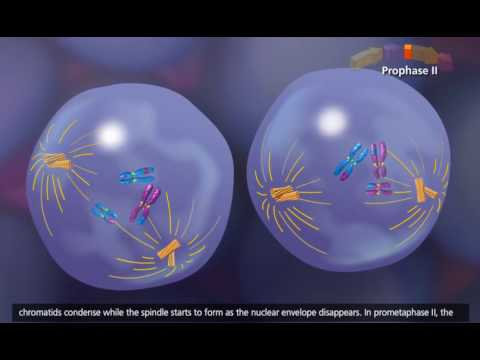 Prophase II
chromatids condense while the spindle starts to form as the nuclear envelope disappears. In prometaphase II, the